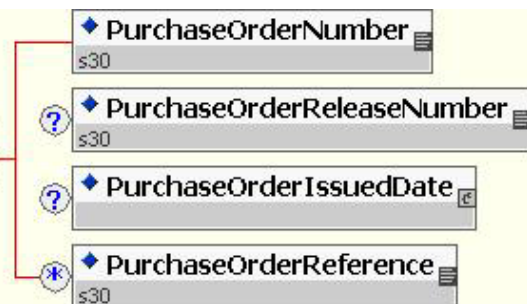 PurchaseOrderNumber
s30
? PurchaseOrderReleaseNumber
s30
? PurchaseOrderIssuedDate
c
* PurchaseOrderReference
s30